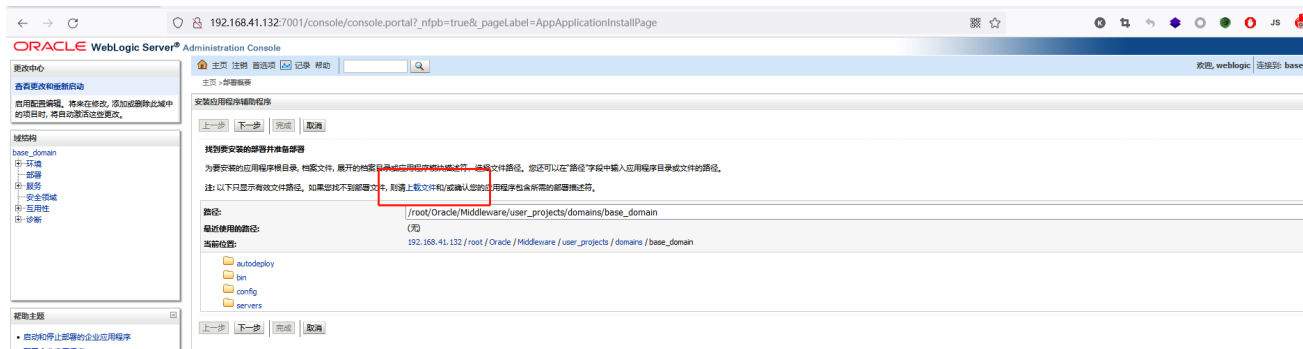 192.168.41.132:7001/console/console.portal?_nfpb=true&_pageLabel=AppApplicationInstallPage
JS
ORACLE WebLogic Server® Administration Console
更改中心
查看更改和重新启动
启用配置编辑。将来在修改, 添加或删除此域中
的项目时, 将自动激活这些更改。
域结构
base_domain
环境
部署
服务
安全领域
互用性
诊断
帮助主题
启动和停止部署的企业应用程序
主页 注销 首选项 记录 帮助
欢迎, weblogic 连接到: base
主页 >部署概要
安装应用程序辅助程序
上一步 下一步 完成 取消
找到要安装的部署并准备部署
为要安装的应用程序根目录, 档案文件, 展开的档案目录或应用程序模块描述符, 选择文件路径。您还可以在"路径"字段中输入应用程序目录或文件的路径。
注: 以下只显示有效文件路径。如果您找不到部署文件, 则请上载文件和/或确认您的应用程序包含所需的部署描述符。
路径: /root/Oracle/Middleware/user_projects/domains/base_domain
最近使用的路径: (无)
当前位置: 192.168.41.132 / root / Oracle / Middleware / user_projects / domains / base_domain
autodeploy
bin
config
servers
上一步 下一步 完成 取消